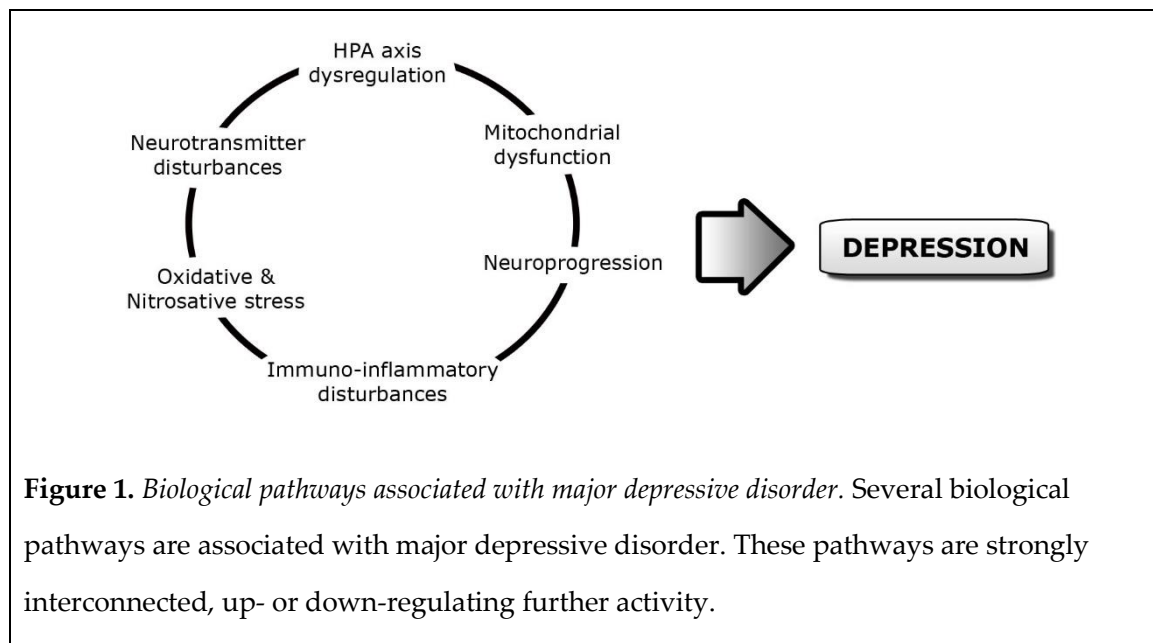 HPA axis
dysregulation
Neurotransmitter
disturbances
Mitochondrial
dysfunction
Oxidative &
Nitrosative stress
Neuroprogression
Immuno-inflammatory
disturbances
DEPRESSION
Figure 1. Biological pathways associated with major depressive disorder. Several biological
pathways are associated with major depressive disorder. These pathways are strongly
interconnected, up- or down-regulating further activity.